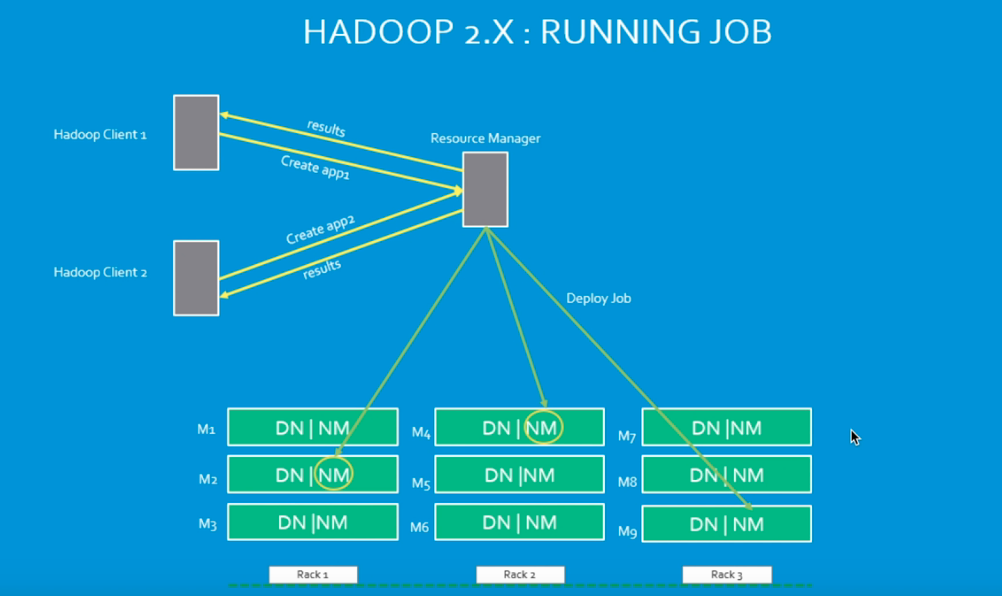 HADOOP 2.X : RUNNING JOB
Hadoop Client 1
results
Create app1
Resource Manager
Hadoop Client 2
Create app2
results
Deploy Job
M1
DN | NM
M4
DN | NM
M7
DN |NM
M2
DN | NM
M5
DN |NM
M8
DN | NM
M3
DN |NM
M6
DN | NM
M9
DN | NM
Rack 1
Rack 2
Rack 3